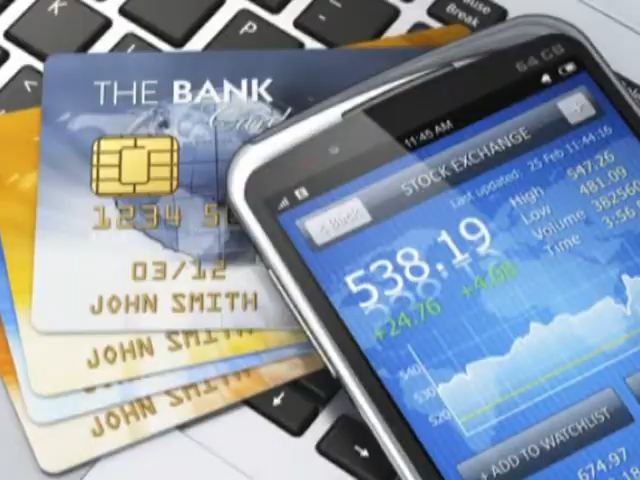 K
Pause
Break
THE BANK
Card
1234 5
03/12
JOHN SMITH
JOHN SMITH
JOHN SMITH
64 GB
11:45 AM
< Back
STOCK EXCHANGE
Last updated: 25 Feb 11:44:16
538.19
+24.76 +4.60
High 547.26
Low 481.09
Volume 382560
Time 3:56
540
530
520
+ ADD TO WATCHLIST
674.97